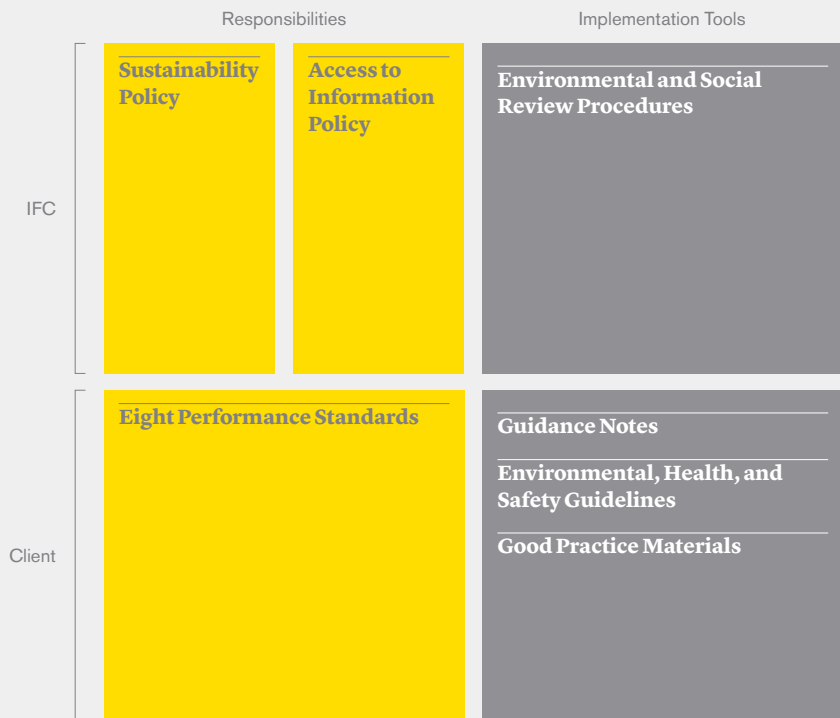 Responsibilities
Implementation Tools
IFC
Sustainability
Policy
Access to
Information
Policy
Environmental and Social
Review Procedures
Client
Eight Performance Standards
Guidance Notes
Environmental, Health, and
Safety Guidelines
Good Practice Materials